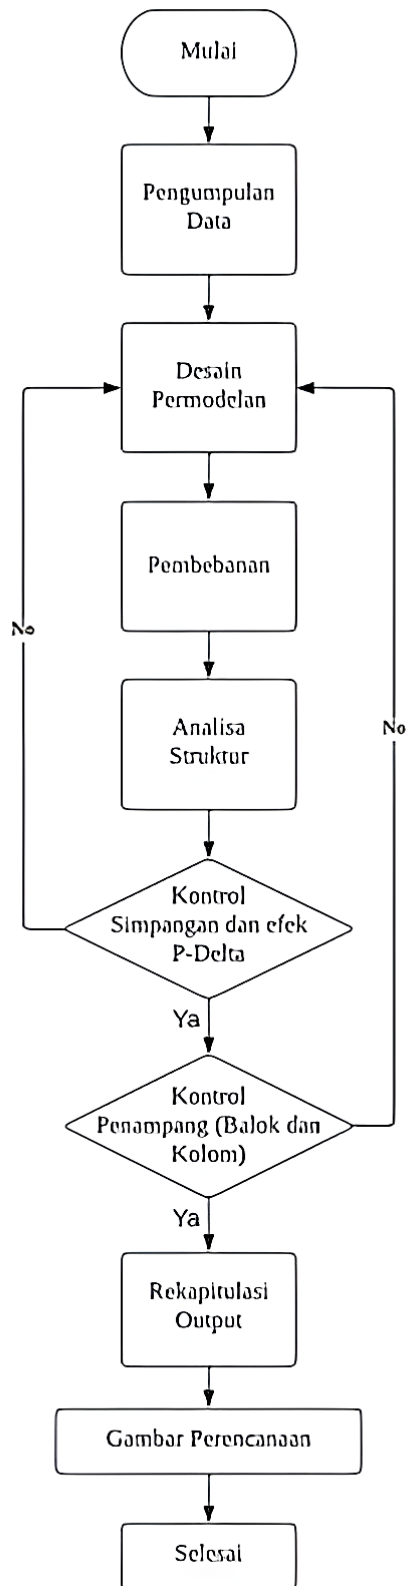 Mulai
Pengumpulan
Data
Desain
Permodelan
Pembebanan
No
Analisa
Struktur
No
Kontrol
Simpangan dan efek
P-Delta
Ya
Kontrol
Penampang (Balok dan
Kolom)
Ya
Rekapitulasi
Output
Gambar Perencanaan
Selesai